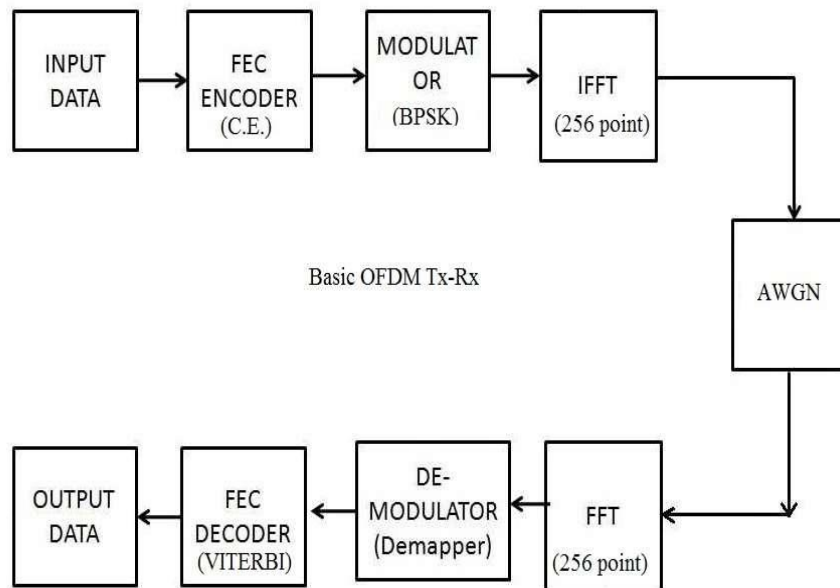 INPUT
DATA
FEC
ENCODER
(C.E.)
MODULAT
OR
(BPSK)
IFFT
(256 point)
Basic OFDM Tx-Rx
AWGN
OUTPUT
DATA
FEC
DECODER
(VITERBI)
DE-
MODULATOR
(Demapper)
FFT
(256 point)